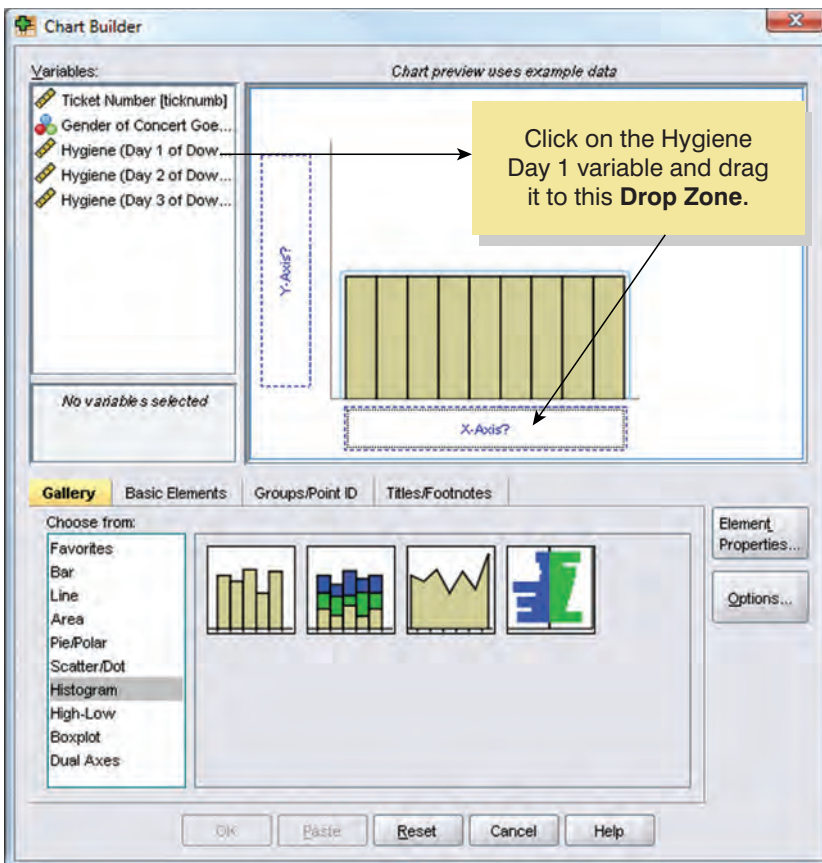 Chart Builder
Variables:
Chart preview uses example data
Ticket Number [ticknumb]
Gender of Concert Goe...
Hygiene (Day 1 of Dow...
Hygiene (Day 2 of Dow...
Hygiene (Day 3 of Dow...
Click on the Hygiene
Day 1 variable and drag
it to this Drop Zone.
Y-Axis?
No variables selected
X-Axis?
Gallery
Basic Elements
Groups/Point ID
Titles/Footnotes
Choose from:
Favorites
Bar
Line
Area
Pie/Polar
Scatter/Dot
Histogram
High-Low
Boxplot
Dual Axes
Element
Properties...
Options...
OK
Paste
Reset
Cancel
Help